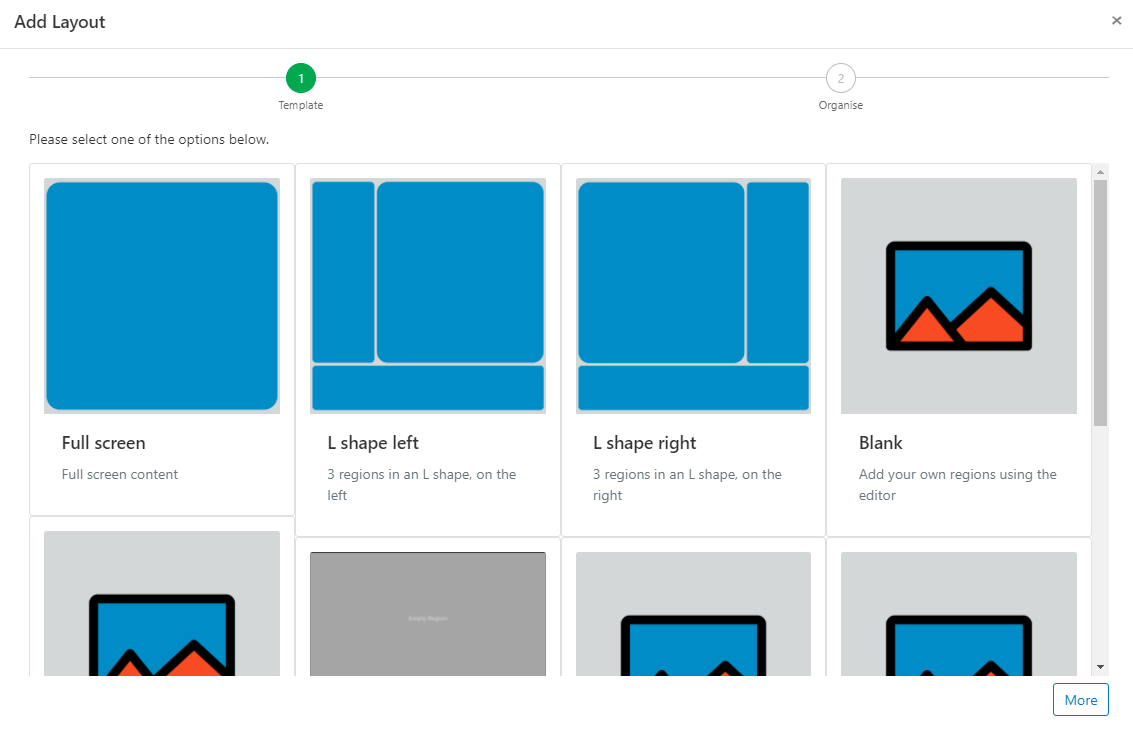 Add Layout
×
1
2
Template
Organise
Please select one of the options below.
Full screen
Full screen content
L shape left
3 regions in an L shape, on the
left
L shape right
3 regions in an L shape, on the
right
Blank
Add your own regions using the
editor
Empty Region
More